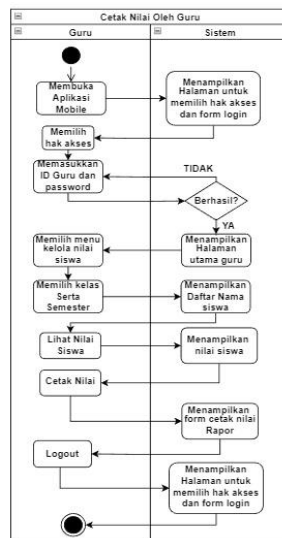 Cetak Nilai Oleh Guru
Guru
Sistem
Membuka
Aplikasi
Mobile
Menampilkan
Halaman untuk
memilih hak akses
dan form login
Memilih
hak akses
Memasukkan
ID Guru dan
password
TIDAK
Berhasil?
YA
Menampilkan
Halaman
utama guru
Memilih menu
kelola nilai
siswa
Memilih kelas
Serta
Semester
Menampilkan
Daftar Nama
siswa
Lihat Nilai
Siswa
Menampilkan
nilai siswa
Cetak Nilai
Menampilkan
form cetak nilai
Rapor
Logout
Menampilkan
Halaman untuk
memilih hak akses
dan form login